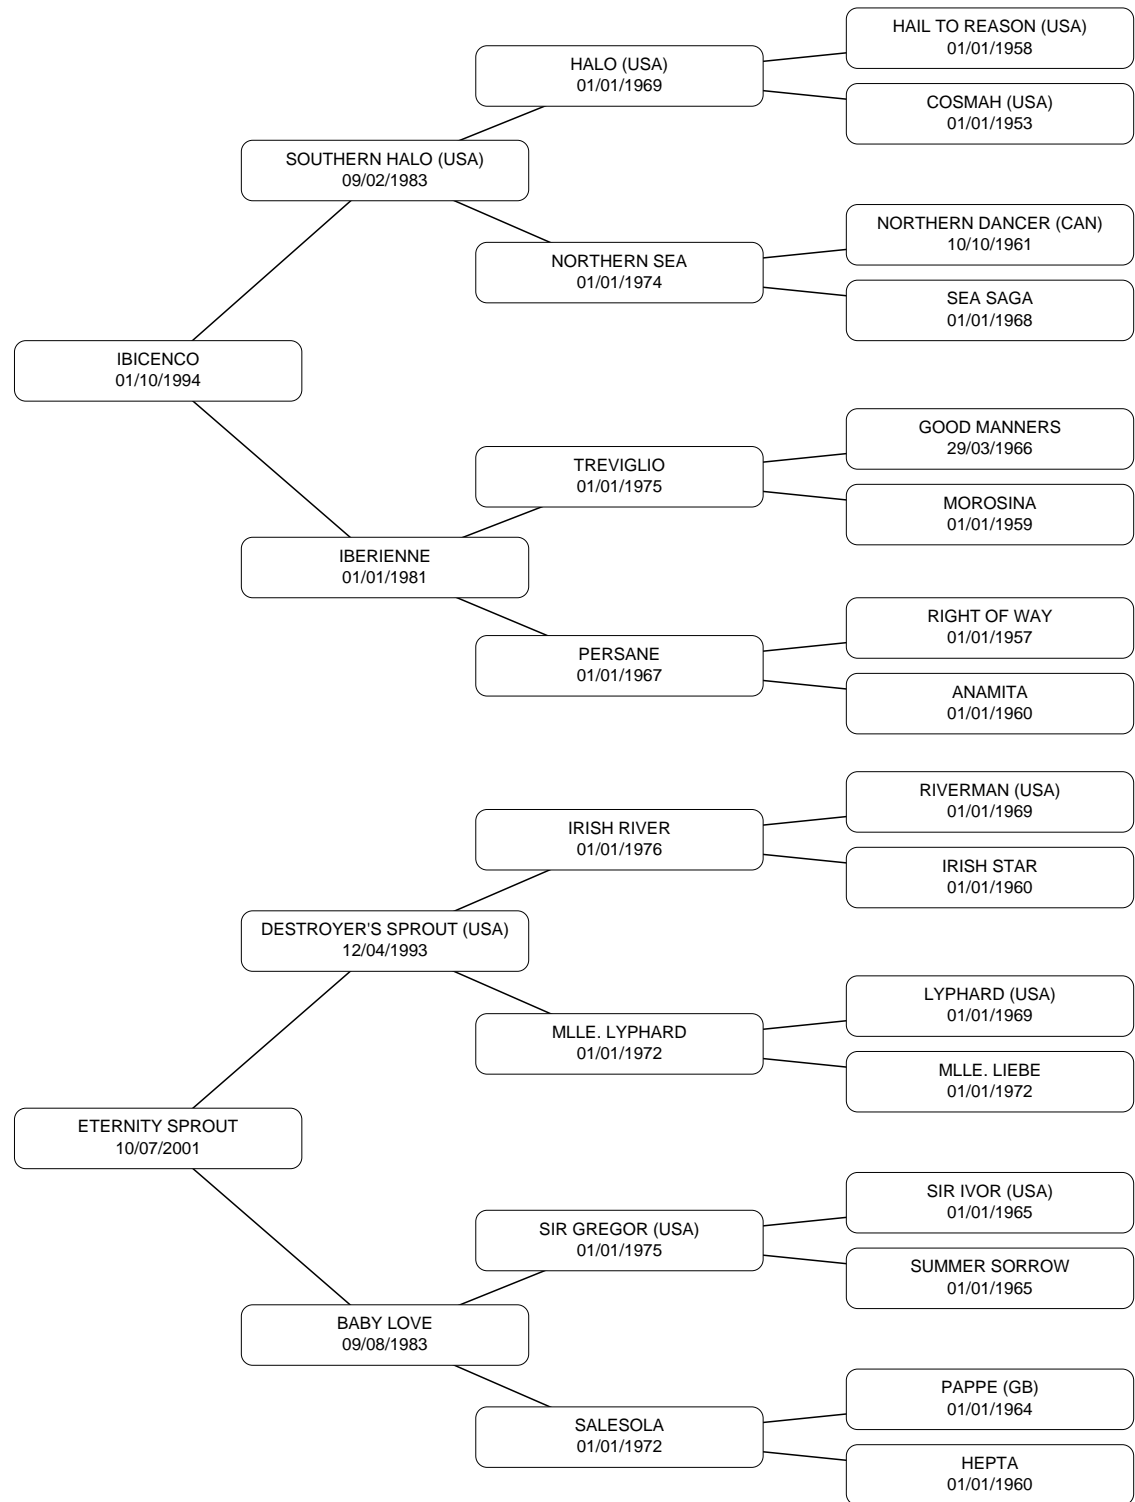 HAIL TO REASON (USA)
01/01/1958
HALO (USA)
01/01/1969
COSMAH (USA)
01/01/1953
SOUTHERN HALO (USA)
09/02/1983
NORTHERN DANCER (CAN)
10/10/1961
NORTHERN SEA
01/01/1974
SEA SAGA
01/01/1968
IBICENCO
01/10/1994
GOOD MANNERS
29/03/1966
TREVIGLIO
01/01/1975
MOROSINA
01/01/1959
IBERIENNE
01/01/1981
RIGHT OF WAY
01/01/1957
PERSANE
01/01/1967
ANAMITA
01/01/1960
RIVERMAN (USA)
01/01/1969
IRISH RIVER
01/01/1976
IRISH STAR
01/01/1960
DESTROYER'S SPROUT (USA)
12/04/1993
LYPHARD (USA)
01/01/1969
MLLE. LYPHARD
01/01/1972
MLLE. LIEBE
01/01/1972
ETERNITY SPROUT
10/07/2001
SIR IVOR (USA)
01/01/1965
SIR GREGOR (USA)
01/01/1975
SUMMER SORROW
01/01/1965
BABY LOVE
09/08/1983
PAPPE (GB)
01/01/1964
SALESOLA
01/01/1972
HEPTA
01/01/1960